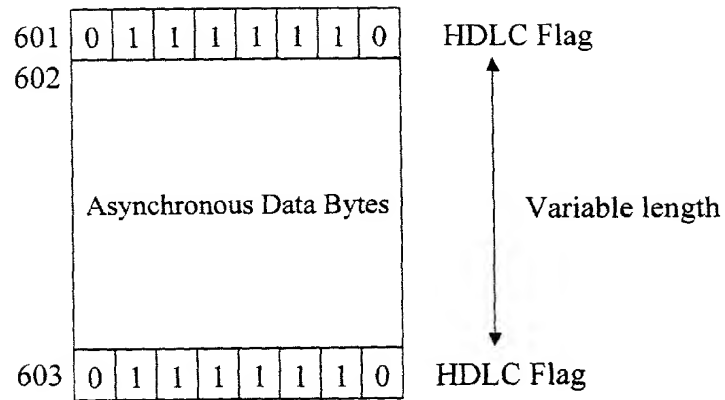 601 0 1 1 1 1 1 1 0 HDLC Flag
602
Asynchronous Data Bytes Variable length
603 0 1 1 1 1 1 1 0 HDLC Flag